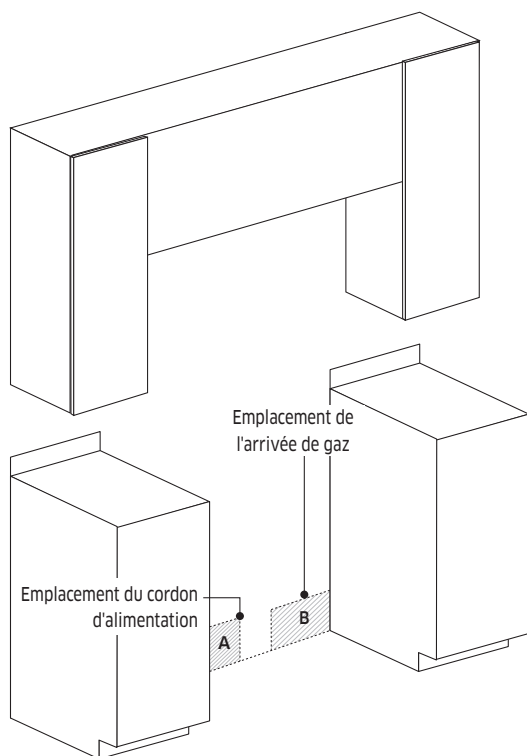 Emplacement de
l'arrivée de gaz
Emplacement du cordon
d'alimentation
A
B